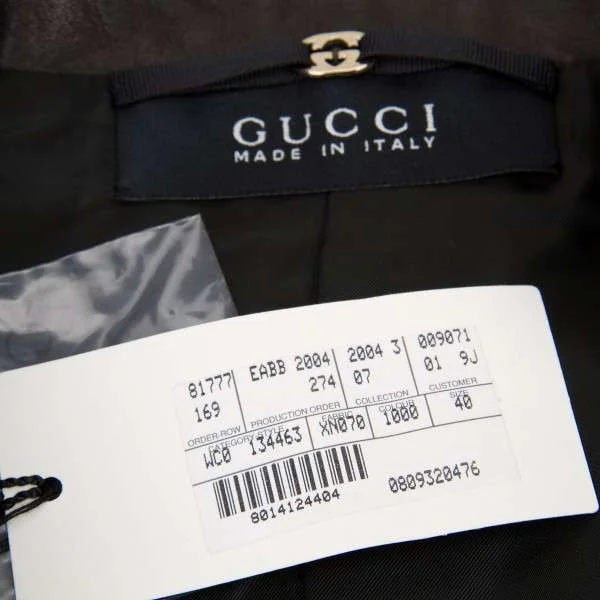 GUCCI
MADE IN ITALY
81777 EABB 2004 2004 3 009071
169 274 07 01 9J
ORDER-ROW PRODUCTION ORDER COLLECTION CUSTOMER
CATEGORY STYLE FABRIC COLOUR SIZE
WC0 134463 XN070 1000 40
8014124404 0809320476